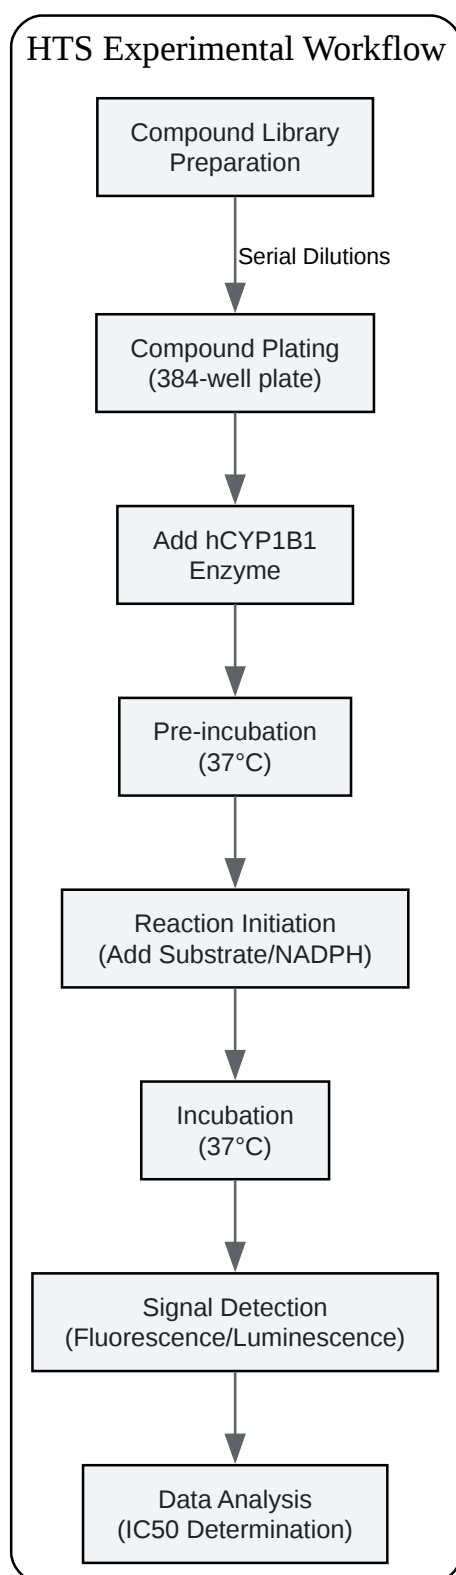 HTS Experimental Workflow
Compound Library
Preparation
Serial Dilutions
Compound Plating
(384-well plate)
Add hCYP1B1
Enzyme
Pre-incubation
(37°C)
Reaction Initiation
(Add Substrate/NADPH)
Incubation
(37°C)
Signal Detection
(Fluorescence/Luminescence)
Data Analysis
(IC50 Determination)